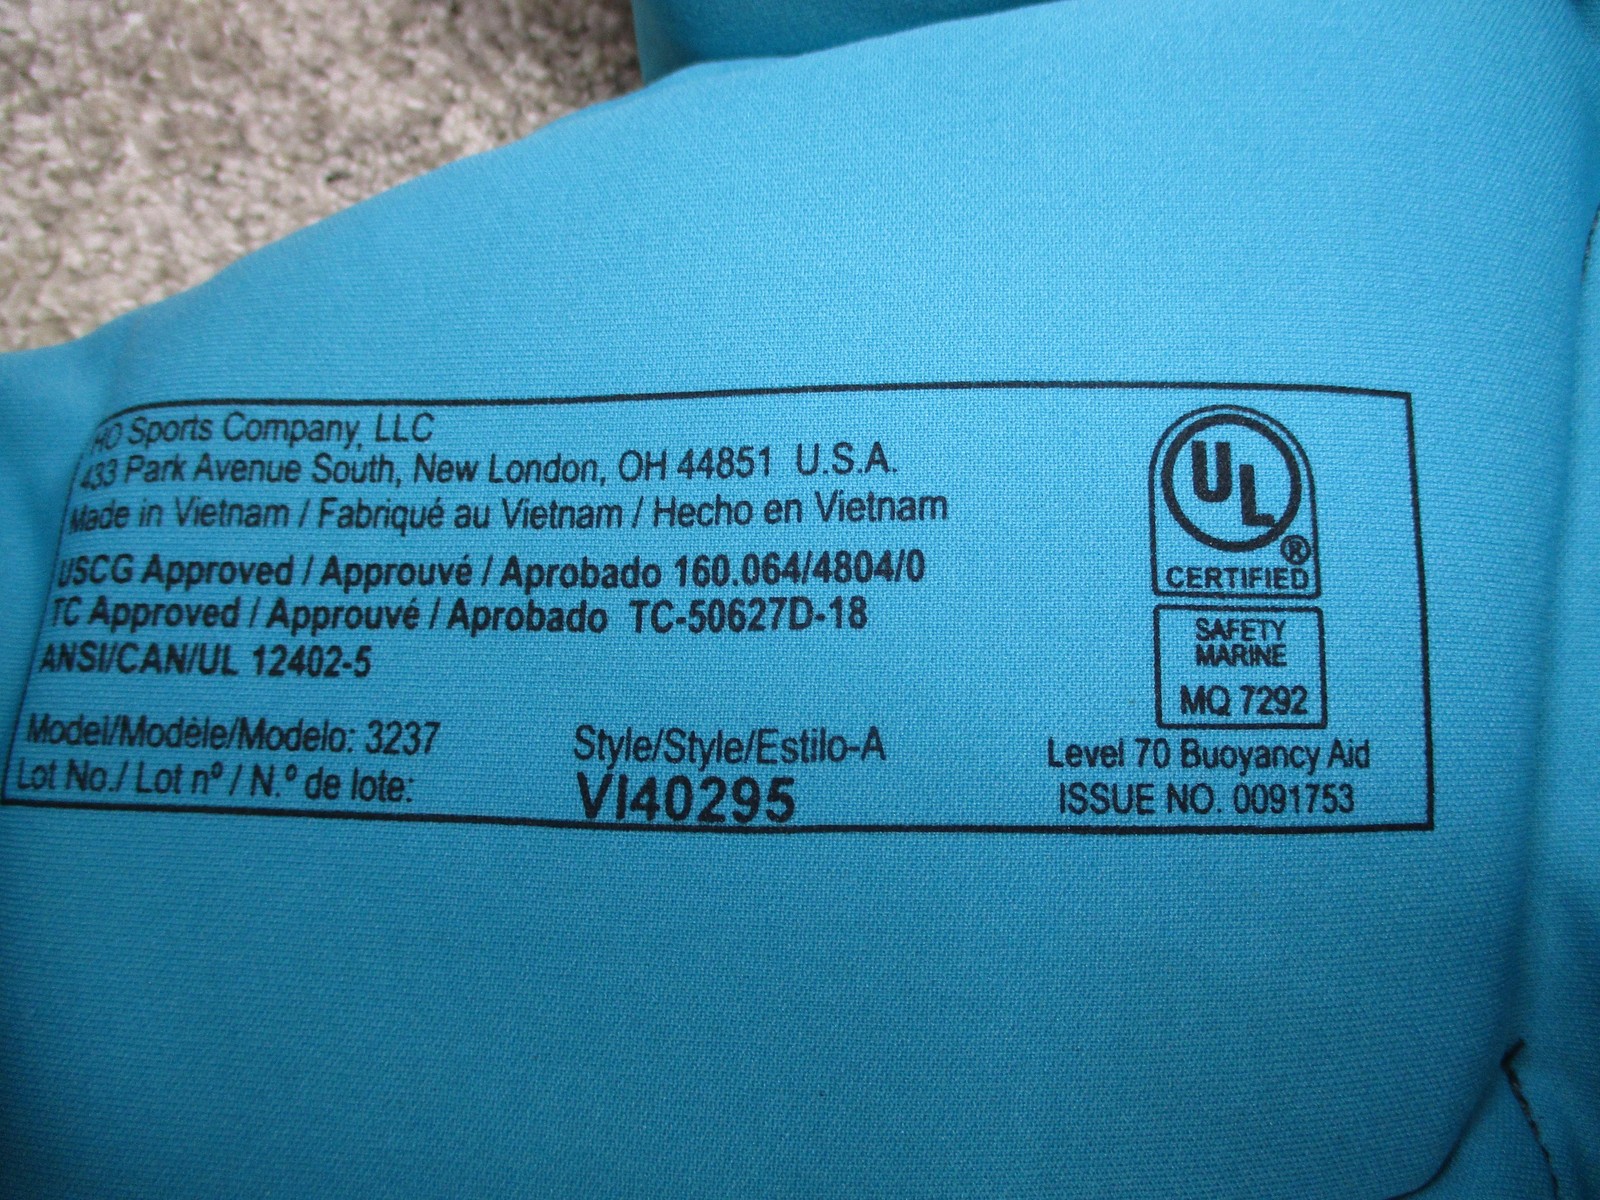 HO Sports Company, LLC
433 Park Avenue South, New London, OH 44851 U.S.A.
Made in Vietnam / Fabriqué au Vietnam / Hecho en Vietnam
USCG Approved / Approuvé / Aprobado 160.064/4804/0
TC Approved / Approuvé / Aprobado TC-50627D-18
ANSI/CAN/UL 12402-5
Model/Modèle/Modelo: 3237
Lot No./ Lot nº / N.º de lote:
Style/Style/Estilo-A
VI40295
UL®
CERTIFIED
SAFETY
MARINE
MQ 7292
Level 70 Buoyancy Aid
ISSUE NO. 0091753